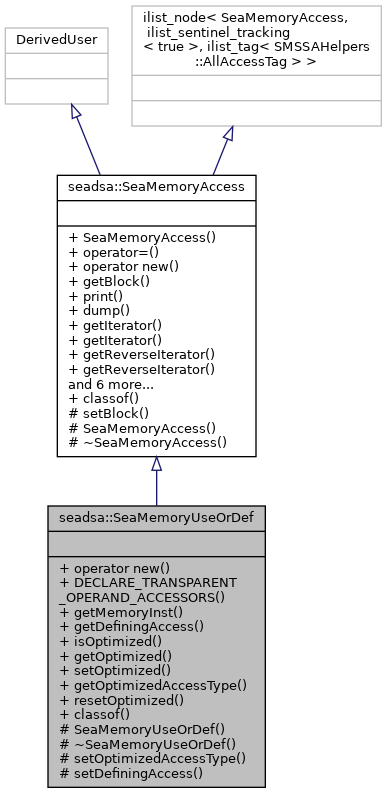 DerivedUser
ilist_node< SeaMemoryAccess,
ilist_sentinel_tracking
< true >, ilist_tag< SMSSAHelpers
::AllAccessTag > >
seadsa::SeaMemoryAccess
+ SeaMemoryAccess()
+ operator=()
+ operator new()
+ getBlock()
+ print()
+ dump()
+ getIterator()
+ getIterator()
+ getReverseIterator()
+ getReverseIterator()
and 6 more...
+ classof()
# setBlock()
# SeaMemoryAccess()
# ~SeaMemoryAccess()
seadsa::SeaMemoryUseOrDef
+ operator new()
+ DECLARE_TRANSPARENT
_OPERAND_ACCESSORS()
+ getMemoryInst()
+ getDefiningAccess()
+ isOptimized()
+ getOptimized()
+ setOptimized()
+ getOptimizedAccessType()
+ resetOptimized()
+ classof()
# SeaMemoryUseOrDef()
# ~SeaMemoryUseOrDef()
# setOptimizedAccessType()
# setDefiningAccess()